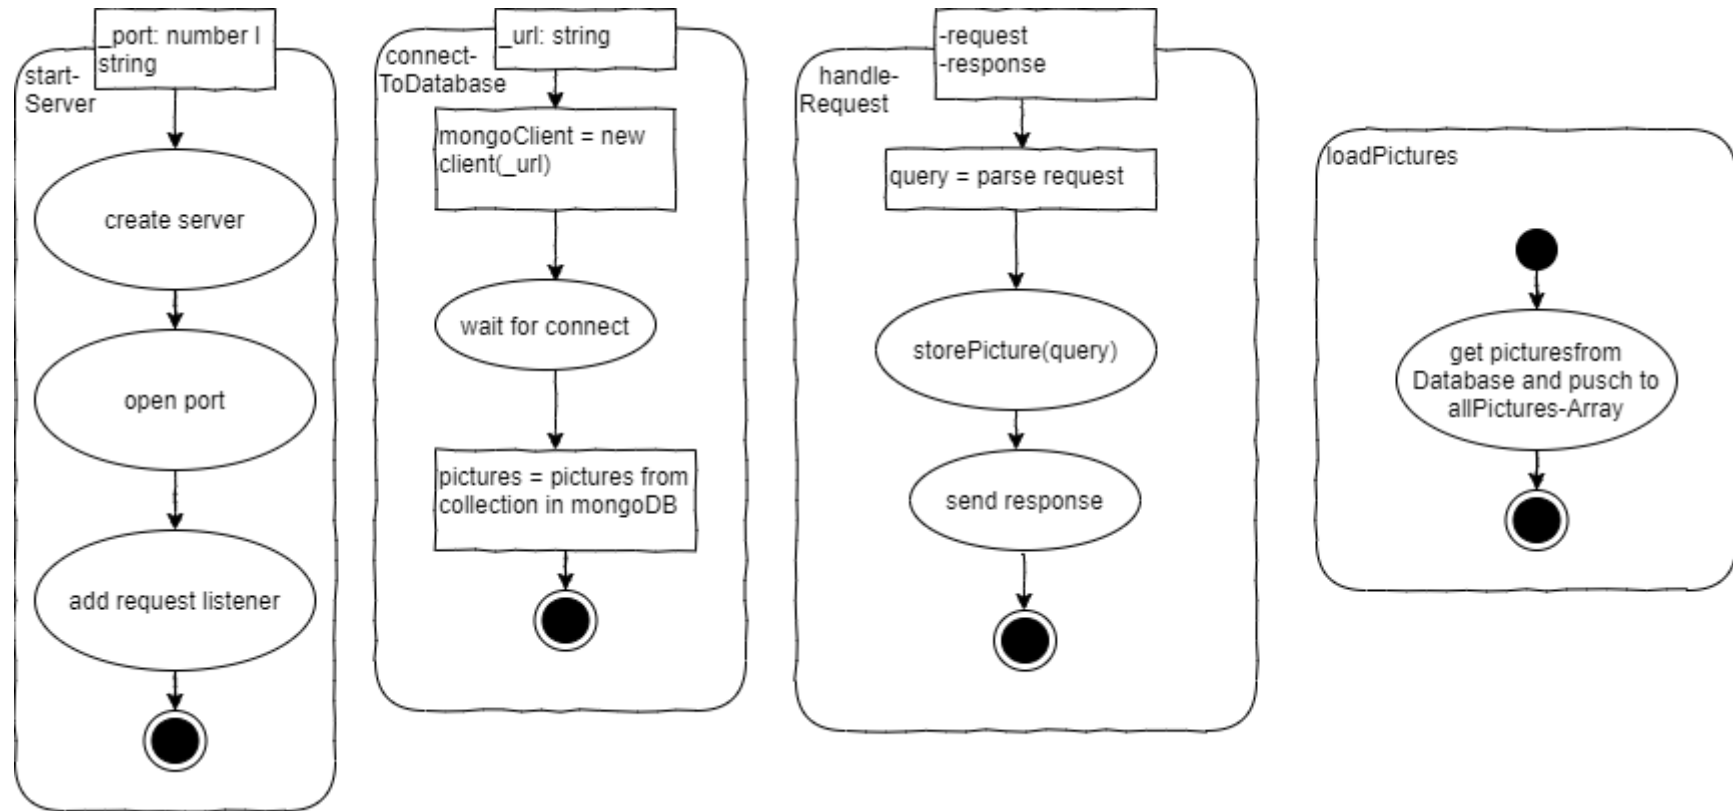 _port: number |
string
start-
Server
create server
open port
add request listener
_url: string
connect-
ToDatabase
mongoClient = new
client(_url)
wait for connect
pictures = pictures from
collection in mongoDB
-request
-response
handle-
Request
query = parse request
storePicture(query)
send response
loadPictures
get picturesfrom
Database and pusch to
allPictures-Array